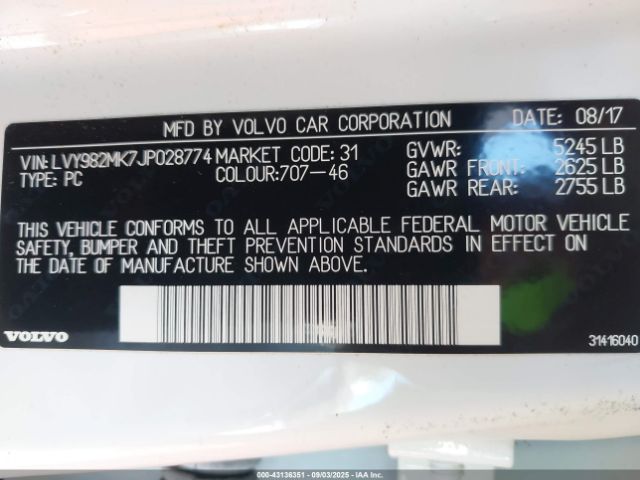 MFD BY VOLVO CAR CORPORATION DATE: 08/17
VIN: LVY982MK7JP028774 MARKET CODE: 31 GVWR: 5245 LB
TYPE: PC COLOUR:707-46 GAWR FRONT: 2625 LB
GAWR REAR: 2755 LB
THIS VEHICLE CONFORMS TO ALL APPLICABLE FEDERAL MOTOR VEHICLE
SAFETY, BUMPER AND THEFT PREVENTION STANDARDS IN EFFECT ON
THE DATE OF MANUFACTURE SHOWN ABOVE.
VOLVO 31416040
000-43136351 - 09/03/2025 - IAA Inc.